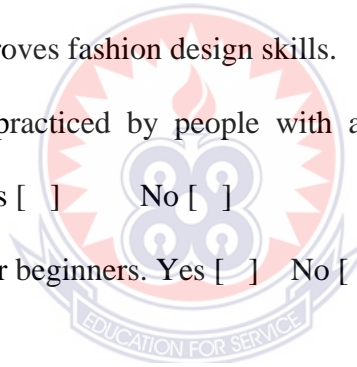 roves fashion design skills.
practiced by people with a
s [ ] No [ ]
r beginners. Yes [ ] No [
EDUCATION FOR SERVICE